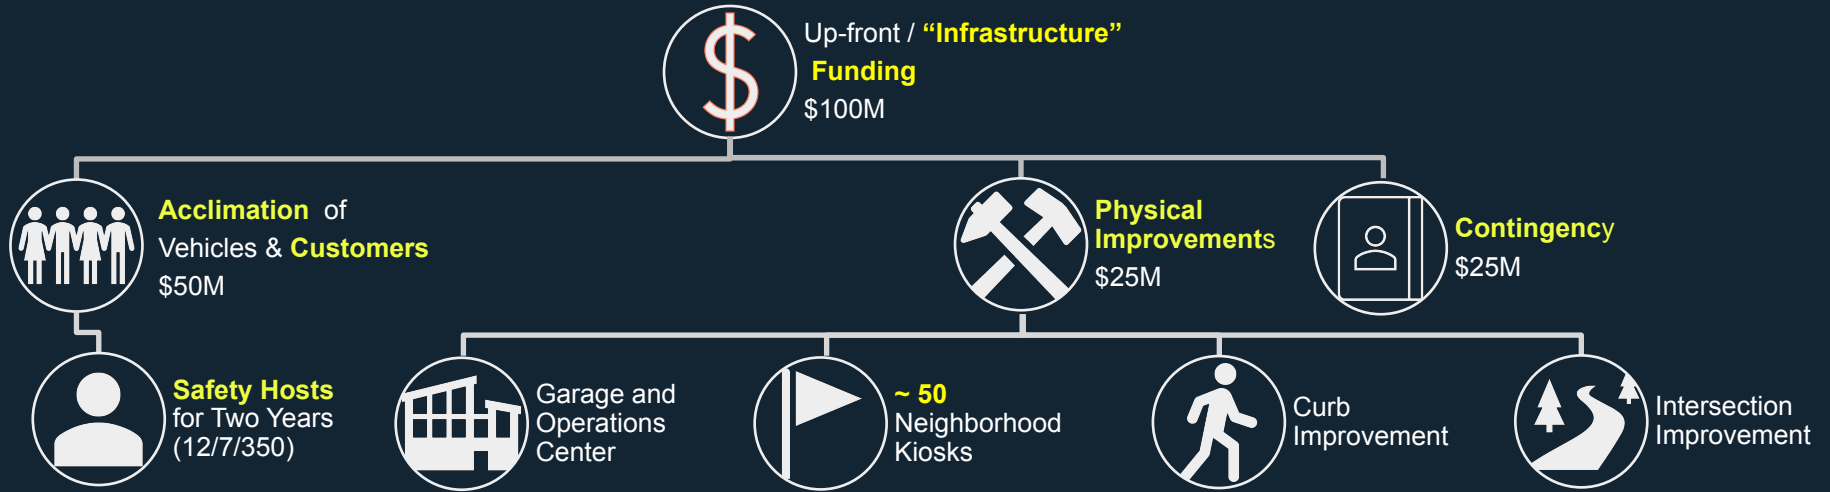 Up-front / “Infrastructure”
Funding
$100M
Acclimation of
Vehicles & Customers
$50M
Physical
Improvements
$25M
Contingency
$25M
Safety Hosts
for Two Years
(12/7/350)
Garage and
Operations
Center
~ 50
Neighborhood
Kiosks
Curb
Improvement
Intersection
Improvement